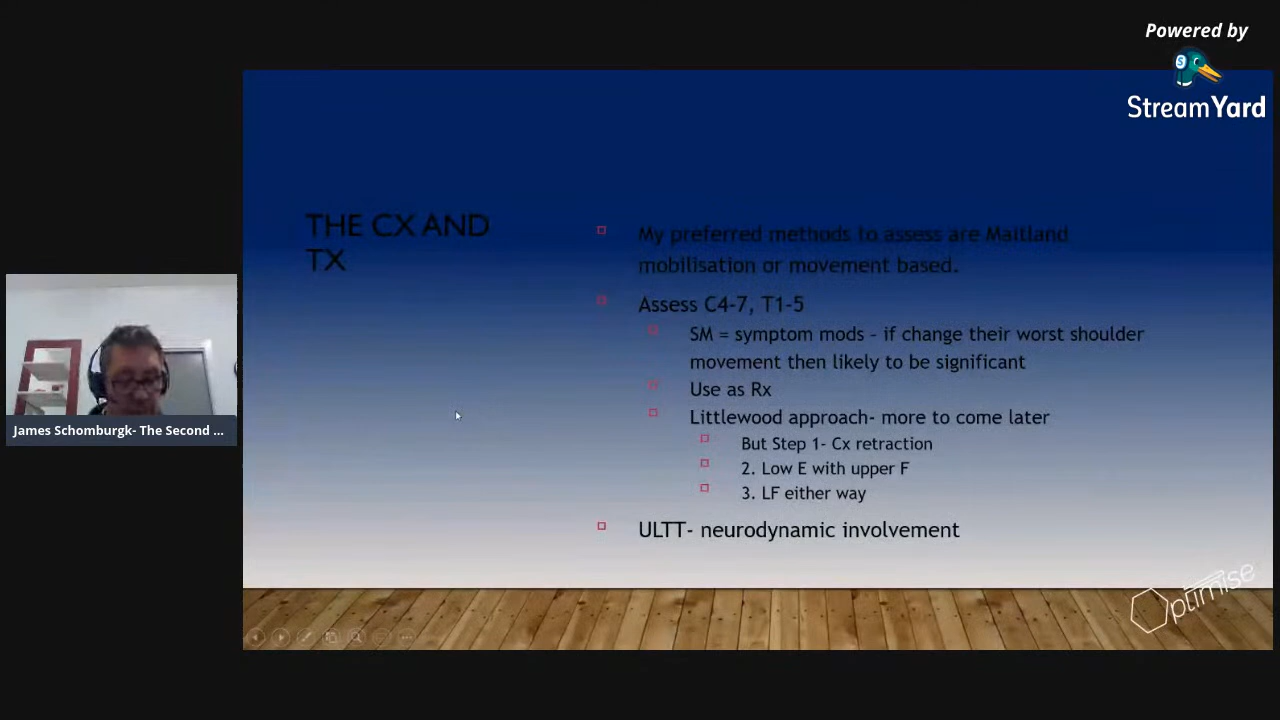 Powered by
StreamYard
THE CX AND
TX
My preferred methods to assess are Maitland
mobilisation or movement based.
Assess C4-7, T1-5
SM = symptom mods – if change their worst shoulder
movement then likely to be significant
Use as Rx
Littlewood approach- more to come later
But Step 1- Cx retraction
2. Low E with upper F
3. LF either way
ULTT- neurodynamic involvement
James Schomburgk- The Second ...
Optimise